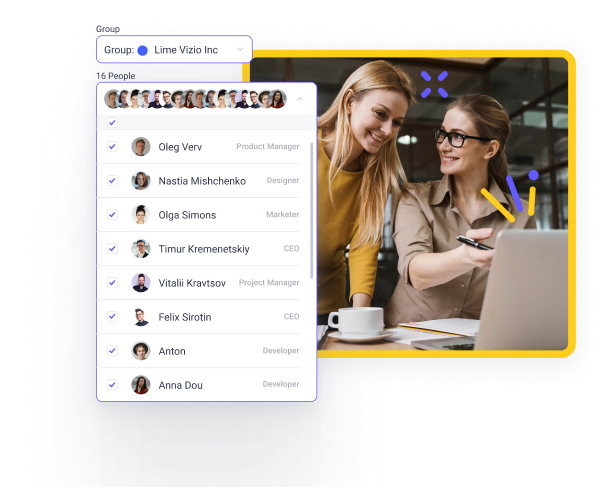 Group
Group: Lime Vizio Inc
16 People
Oleg Verv Product Manager
Nastia Mishchenko Designer
Olga Simons Marketer
Timur Kremenetskiy CEO
Vitalii Kravtsov Project Manager
Felix Sirotin CEO
Anton Developer
Anna Dou Developer